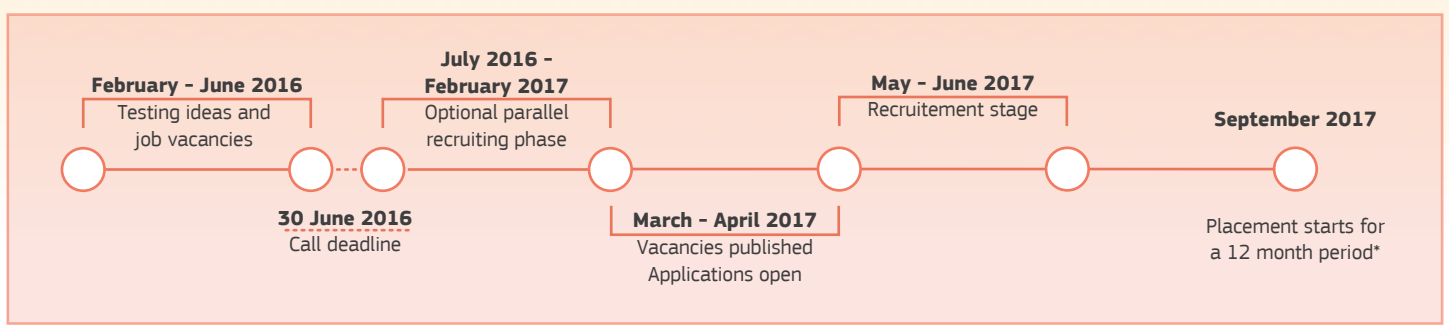 February – June 2016
Testing ideas and
job vacancies
30 June 2016
Call deadline
July 2016 –
February 2017
Optional parallel
recruiting phase
March – April 2017
Vacancies published
Applications open
May – June 2017
Recruitement stage
September 2017
Placement starts for
a 12 month period*